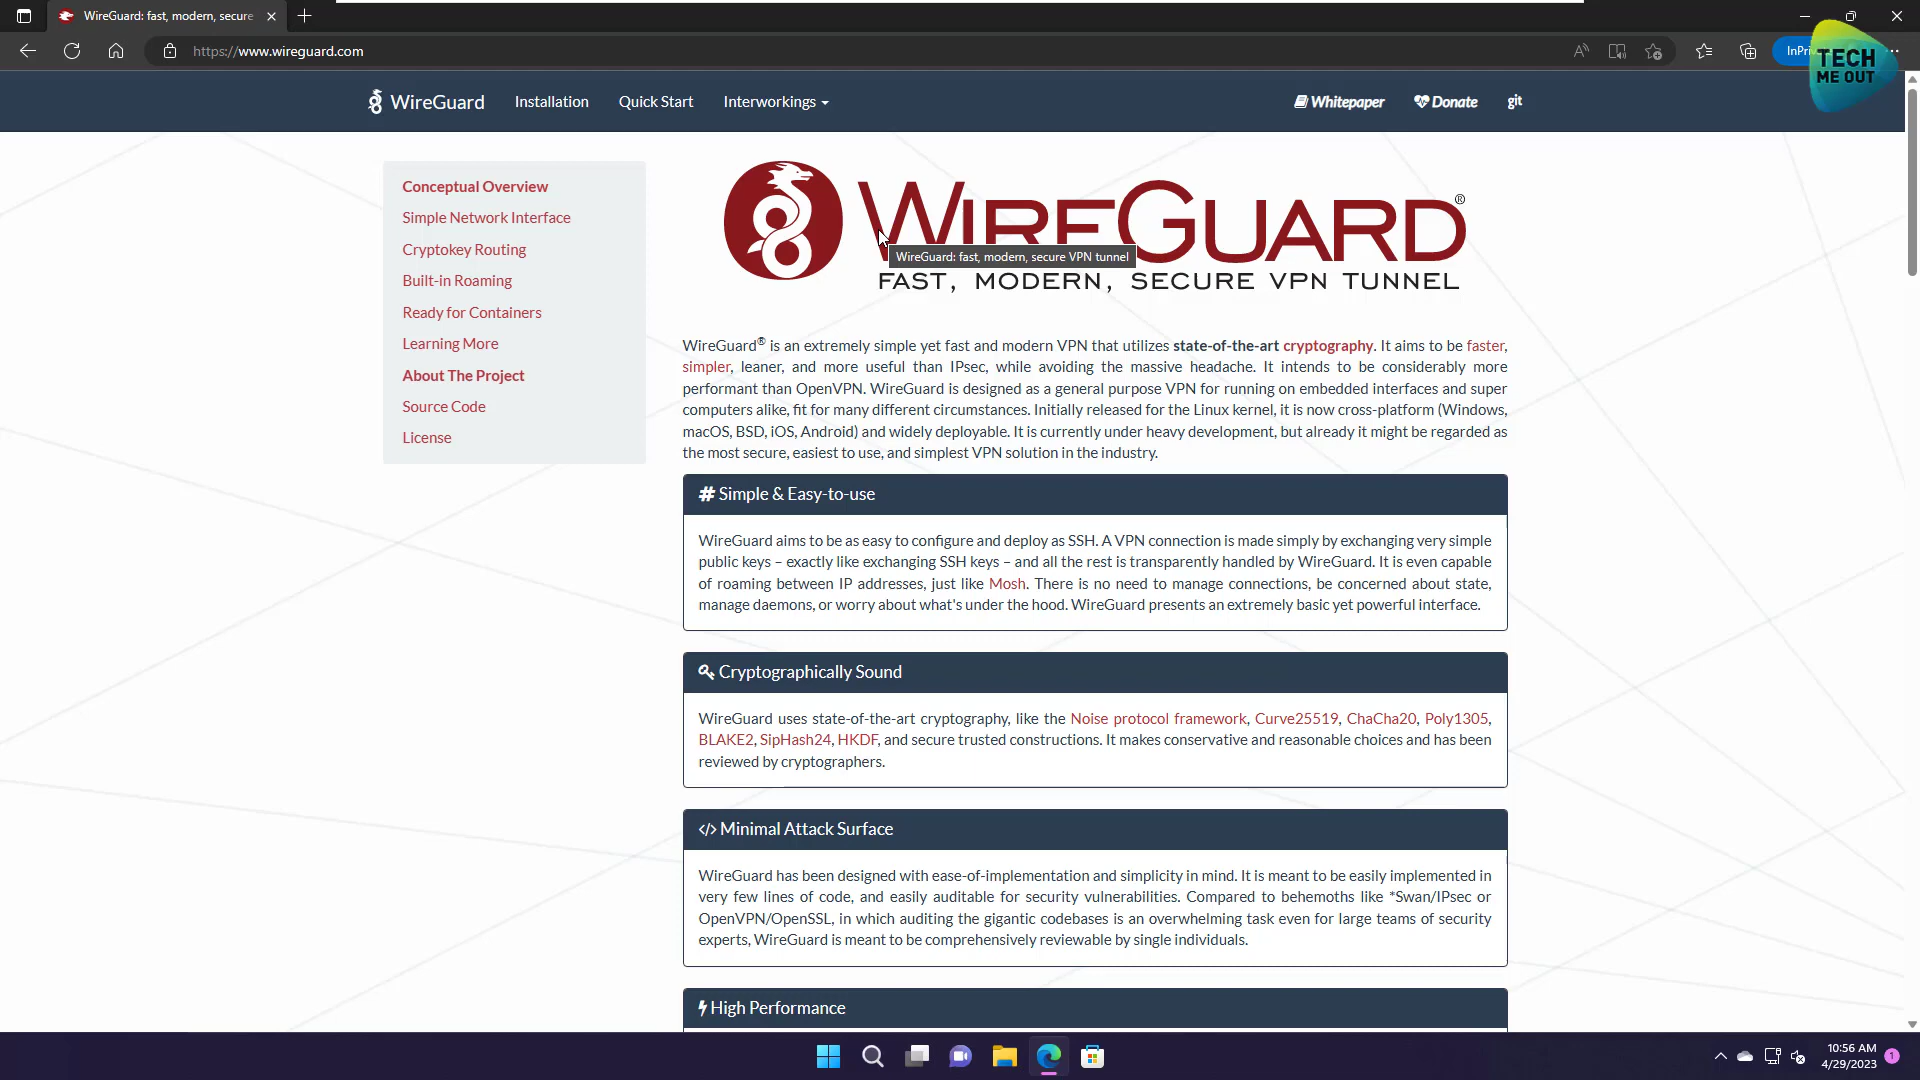 WireGuard: fast, modern, secure
https://www.wireguard.com
InPri
TECH
ME OUT
WireGuard
Installation
Quick Start
Interworkings
Whitepaper
Donate
git
Conceptual Overview
Simple Network Interface
Cryptokey Routing
Built-in Roaming
Ready for Containers
Learning More
About The Project
Source Code
License
WIREGUARD®
WireGuard: fast, modern, secure VPN tunnel
FAST, MODERN, SECURE VPN TUNNEL
WireGuard® is an extremely simple yet fast and modern VPN that utilizes state-of-the-art cryptography. It aims to be faster,
simpler, leaner, and more useful than IPsec, while avoiding the massive headache. It intends to be considerably more
performant than OpenVPN. WireGuard is designed as a general purpose VPN for running on embedded interfaces and super
computers alike, fit for many different circumstances. Initially released for the Linux kernel, it is now cross-platform (Windows,
macOS, BSD, iOS, Android) and widely deployable. It is currently under heavy development, but already it might be regarded as
the most secure, easiest to use, and simplest VPN solution in the industry.
# Simple & Easy-to-use
WireGuard aims to be as easy to configure and deploy as SSH. A VPN connection is made simply by exchanging very simple
public keys – exactly like exchanging SSH keys – and all the rest is transparently handled by WireGuard. It is even capable
of roaming between IP addresses, just like Mosh. There is no need to manage connections, be concerned about state,
manage daemons, or worry about what's under the hood. WireGuard presents an extremely basic yet powerful interface.
Cryptographically Sound
WireGuard uses state-of-the-art cryptography, like the Noise protocol framework, Curve25519, ChaCha20, Poly1305,
BLAKE2, SipHash24, HKDF, and secure trusted constructions. It makes conservative and reasonable choices and has been
reviewed by cryptographers.
</> Minimal Attack Surface
WireGuard has been designed with ease-of-implementation and simplicity in mind. It is meant to be easily implemented in
very few lines of code, and easily auditable for security vulnerabilities. Compared to behemoths like *Swan/IPsec or
OpenVPN/OpenSSL, in which auditing the gigantic codebases is an overwhelming task even for large teams of security
experts, WireGuard is meant to be comprehensively reviewable by single individuals.
High Performance
10:56 AM
4/29/2023
1